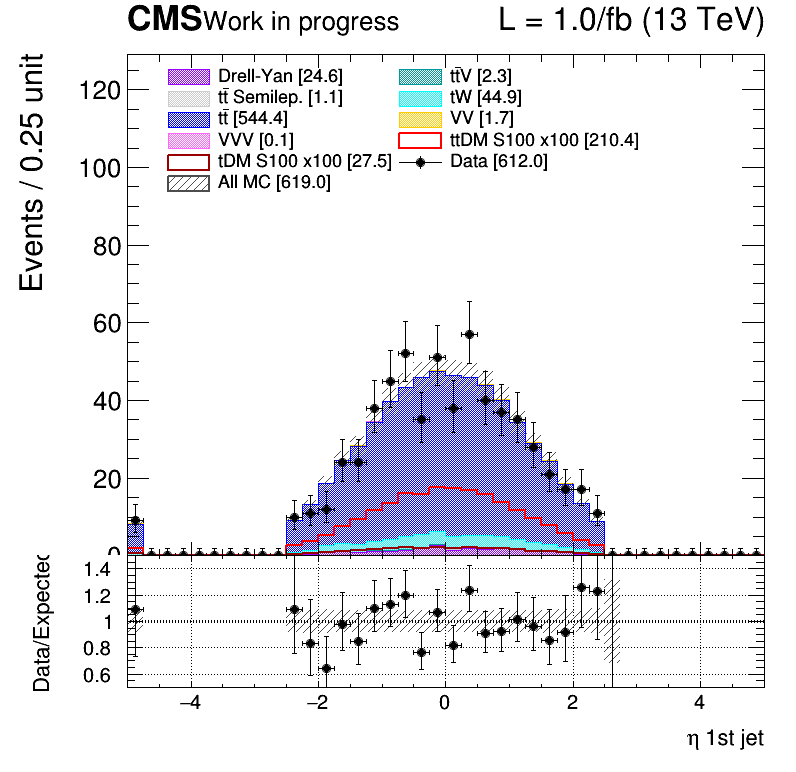 CMS Work in progress L = 1.0/fb (13 TeV)
Events / 0.25 unit
120
100
80
60
40
20
0
Drell-Yan [24.6]
tt̄V [2.3]
tt̄ Semilep. [1.1]
tW [44.9]
tt̄ [544.4]
VV [1.7]
VVV [0.1]
ttDM S100 x100 [210.4]
tDM S100 x100 [27.5]
Data [612.0]
All MC [619.0]
Data/Expected
1.4
1.2
1
0.8
0.6
−4 −2 0 2 4
η 1st jet